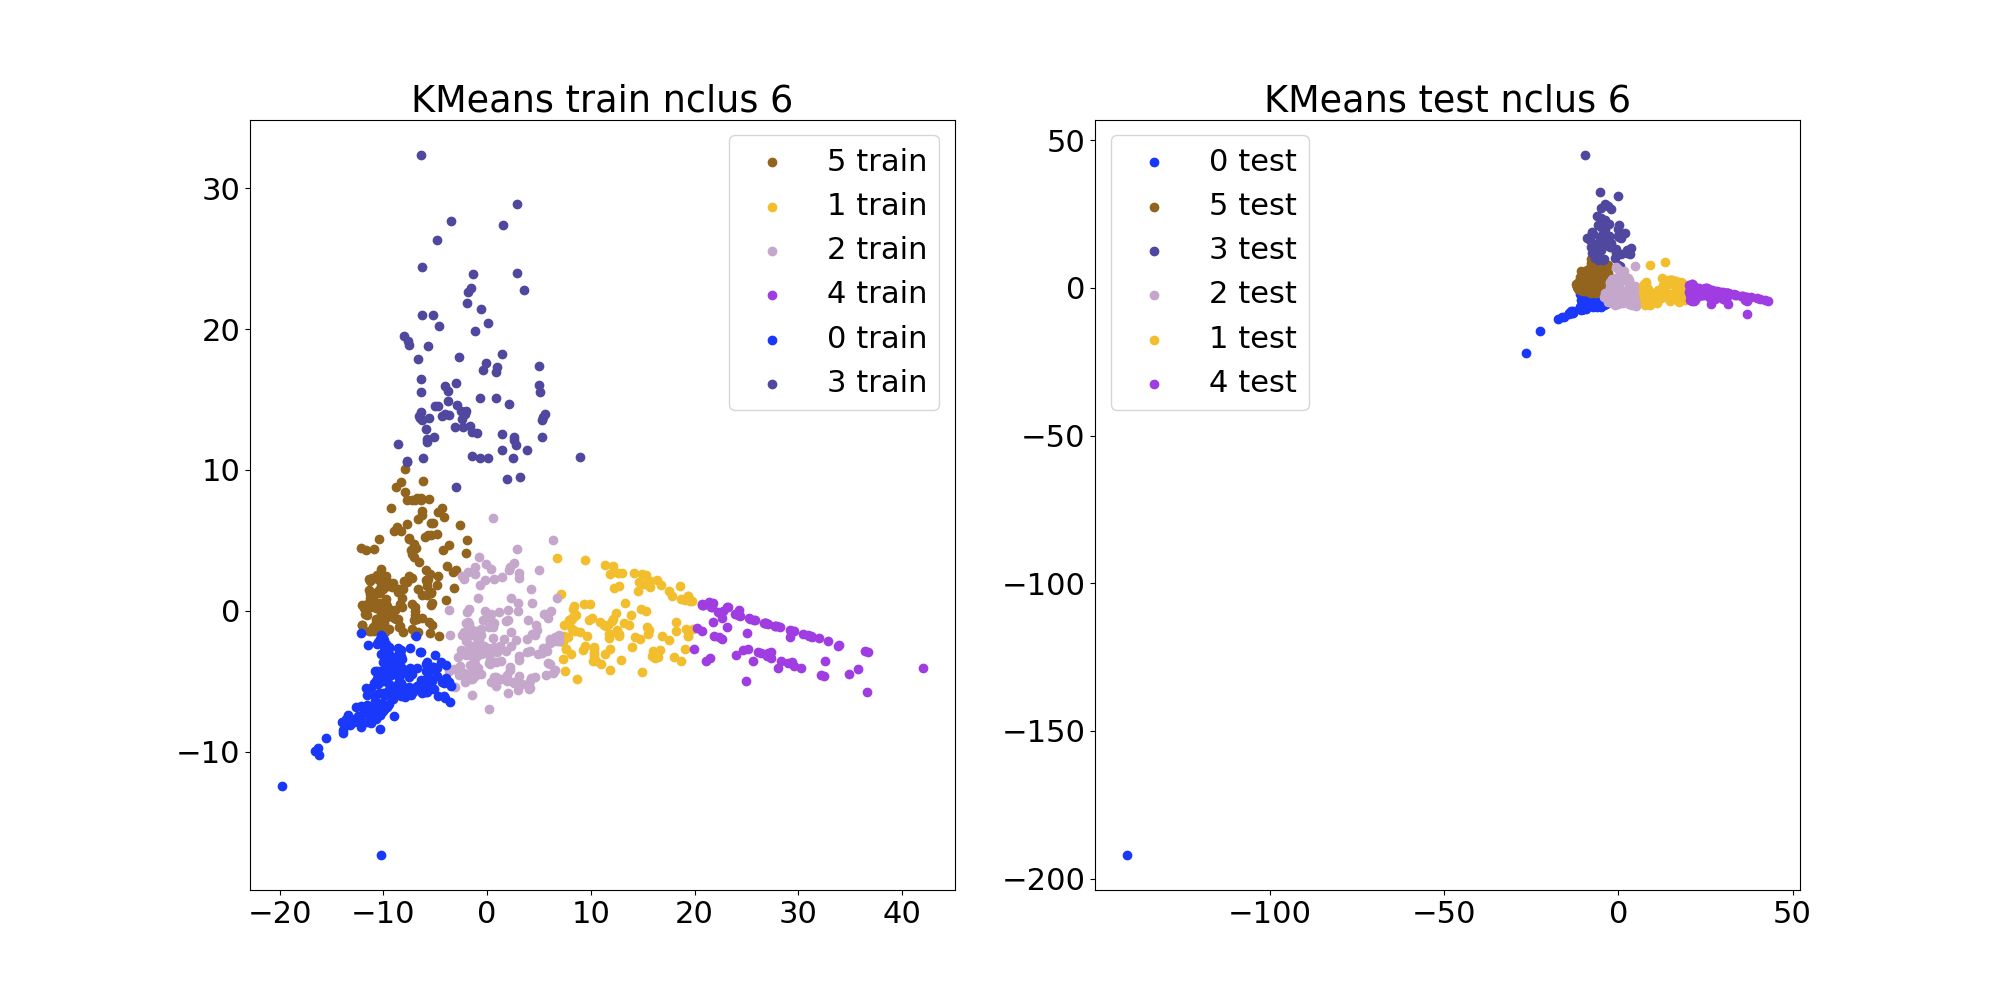 KMeans train nclus 6
30
20
10
0
−10
−20
−10
0
10
20
30
40
5 train
1 train
2 train
4 train
0 train
3 train
KMeans test nclus 6
50
0
−50
−100
−150
−200
−100
−50
0
50
0 test
5 test
3 test
2 test
1 test
4 test